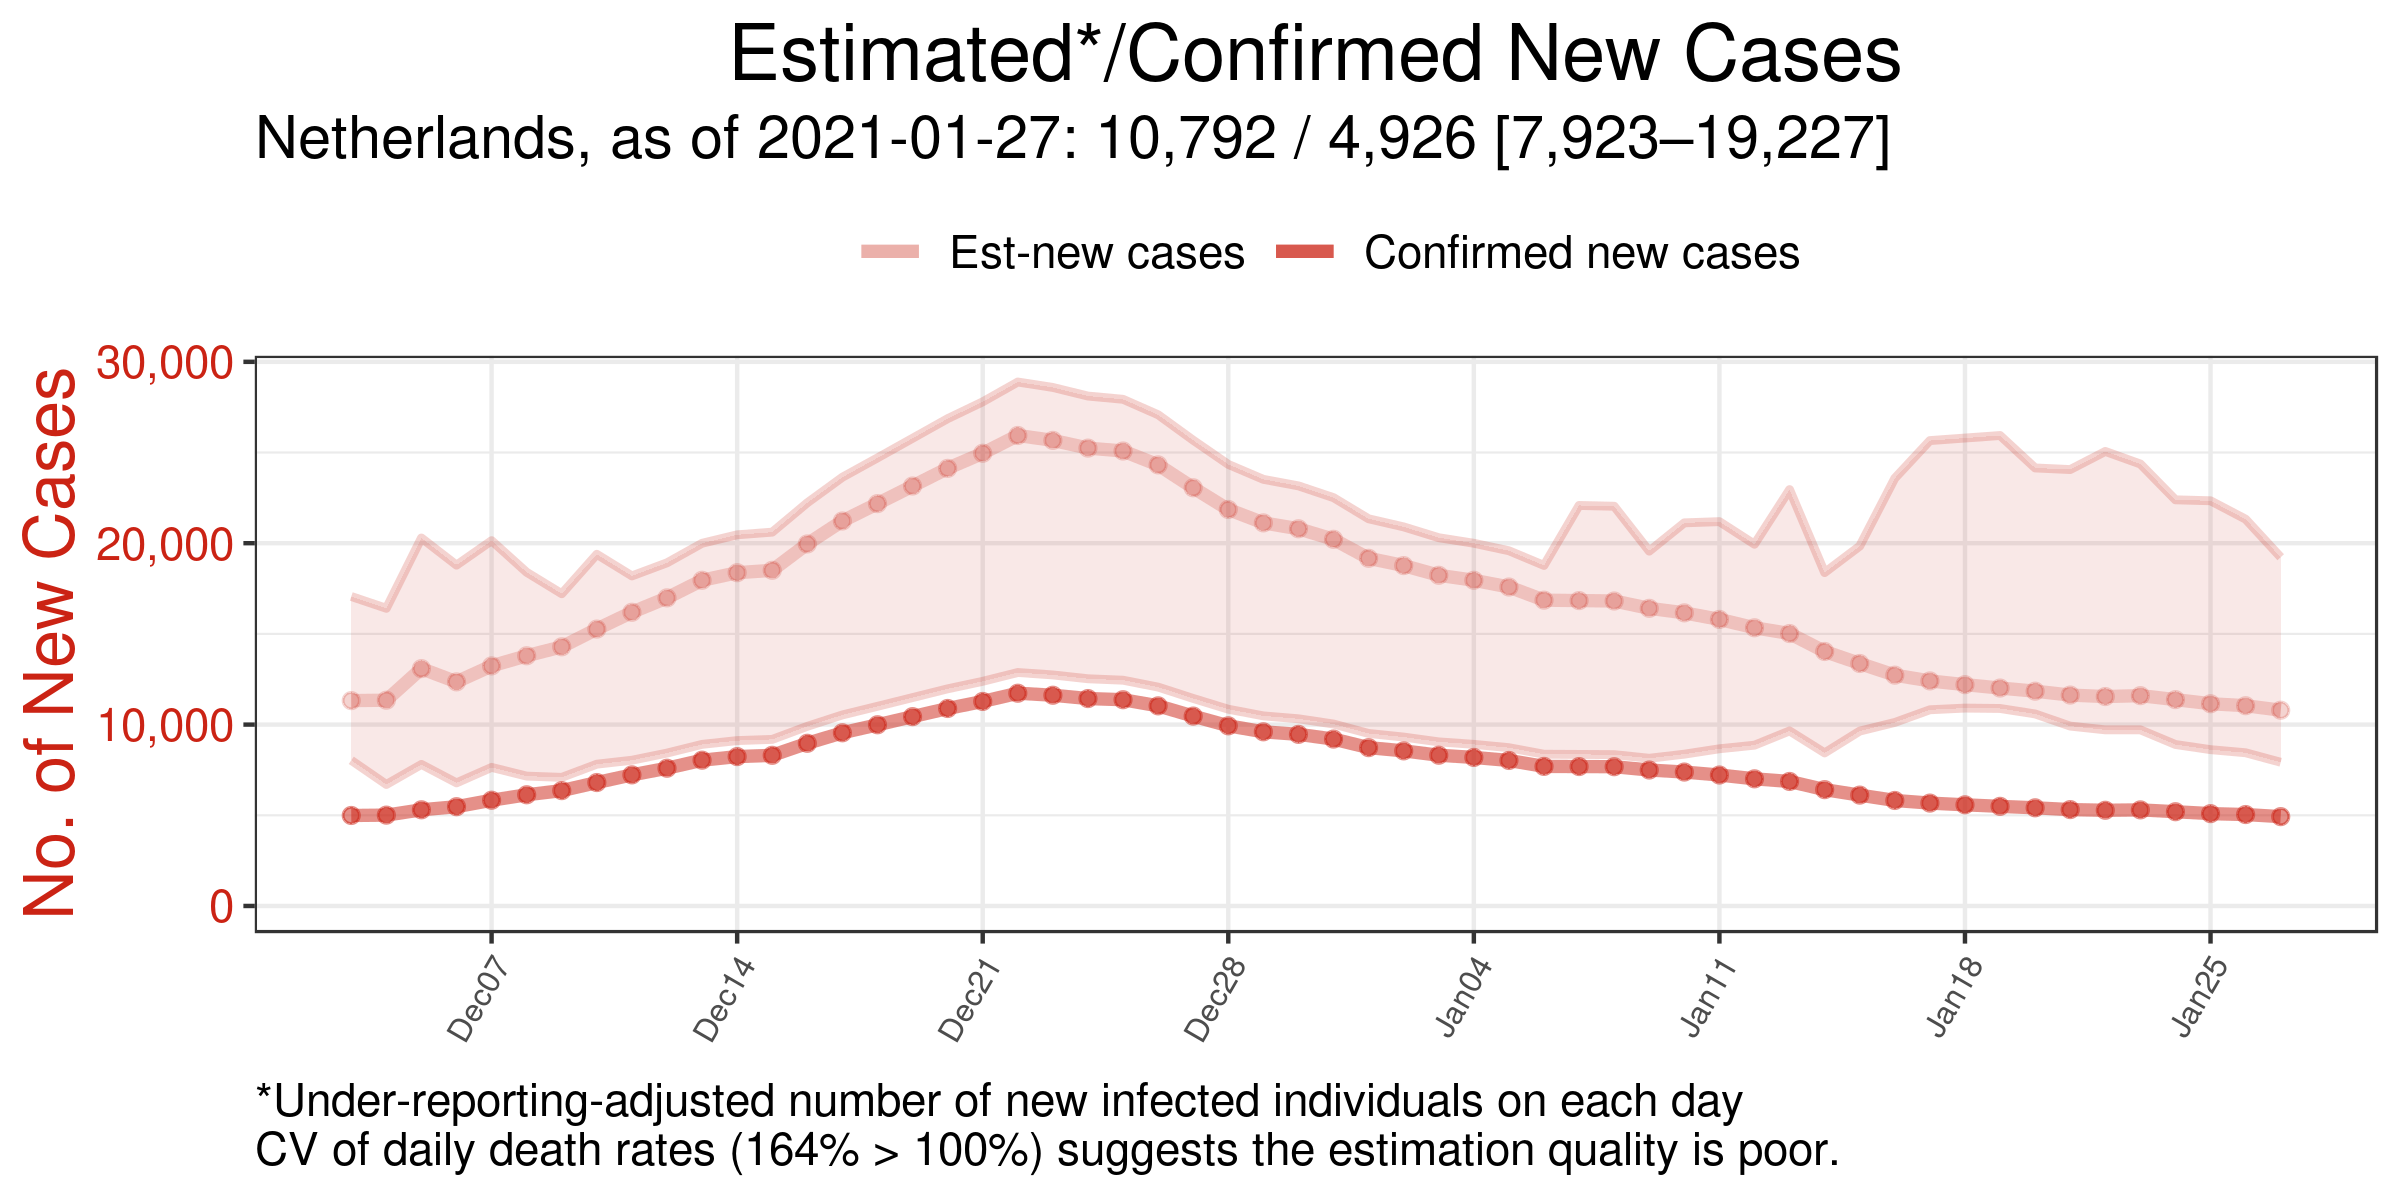 Estimated*/Confirmed New Cases
Netherlands, as of 2021-01-27: 10,792 / 4,926 [7,923–19,227]
Est-new cases
Confirmed new cases
No. of New Cases
30,000
20,000
10,000
0
Dec07
Dec14
Dec21
Dec28
Jan04
Jan11
Jan18
Jan25
*Under-reporting-adjusted number of new infected individuals on each day
CV of daily death rates (164% > 100%) suggests the estimation quality is poor.